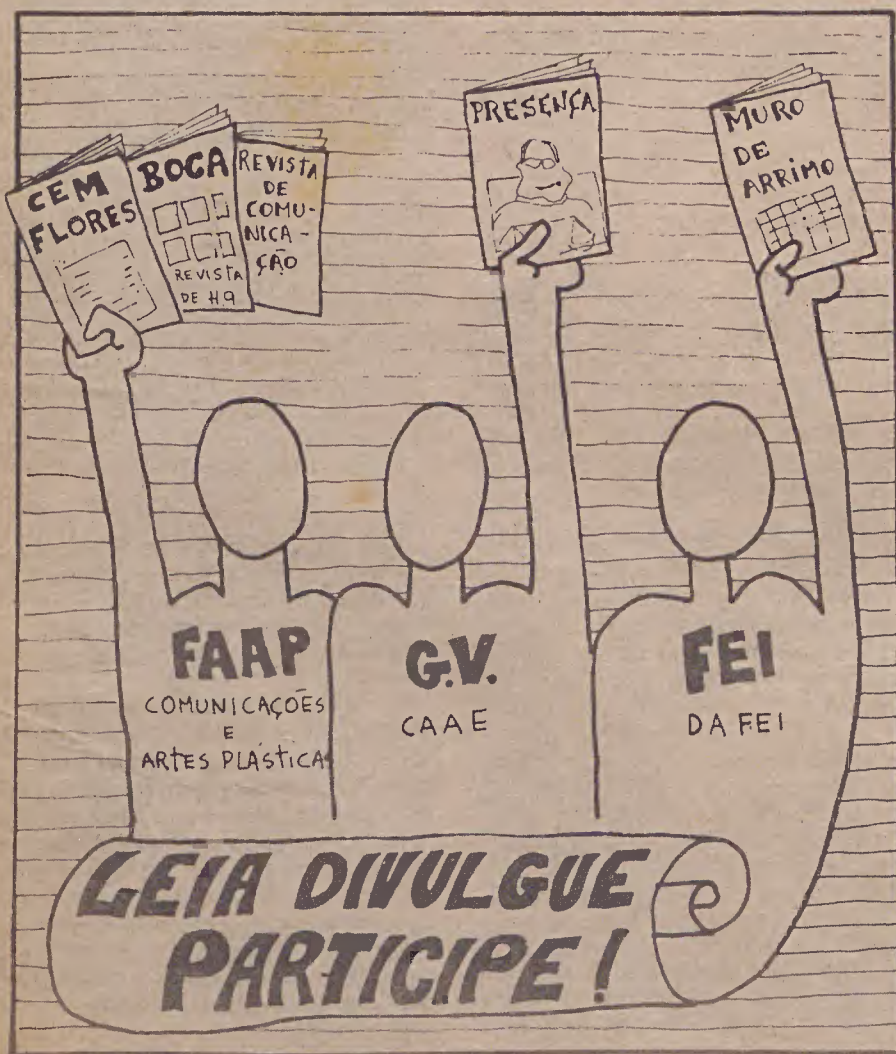 CEM
FLORES
BOCA
REVISTA
DE HQ
REVISTA
DE
COMU-
NICA-
ÇÃO
PRESENÇA
MURO
DE
ARRIMO
FAAP
COMUNICAÇÕES
E
ARTES PLÁSTICAS
G.V.
CAAE
FEI
DA FEI
LEIA DIVULGUE
PARTICIPE!